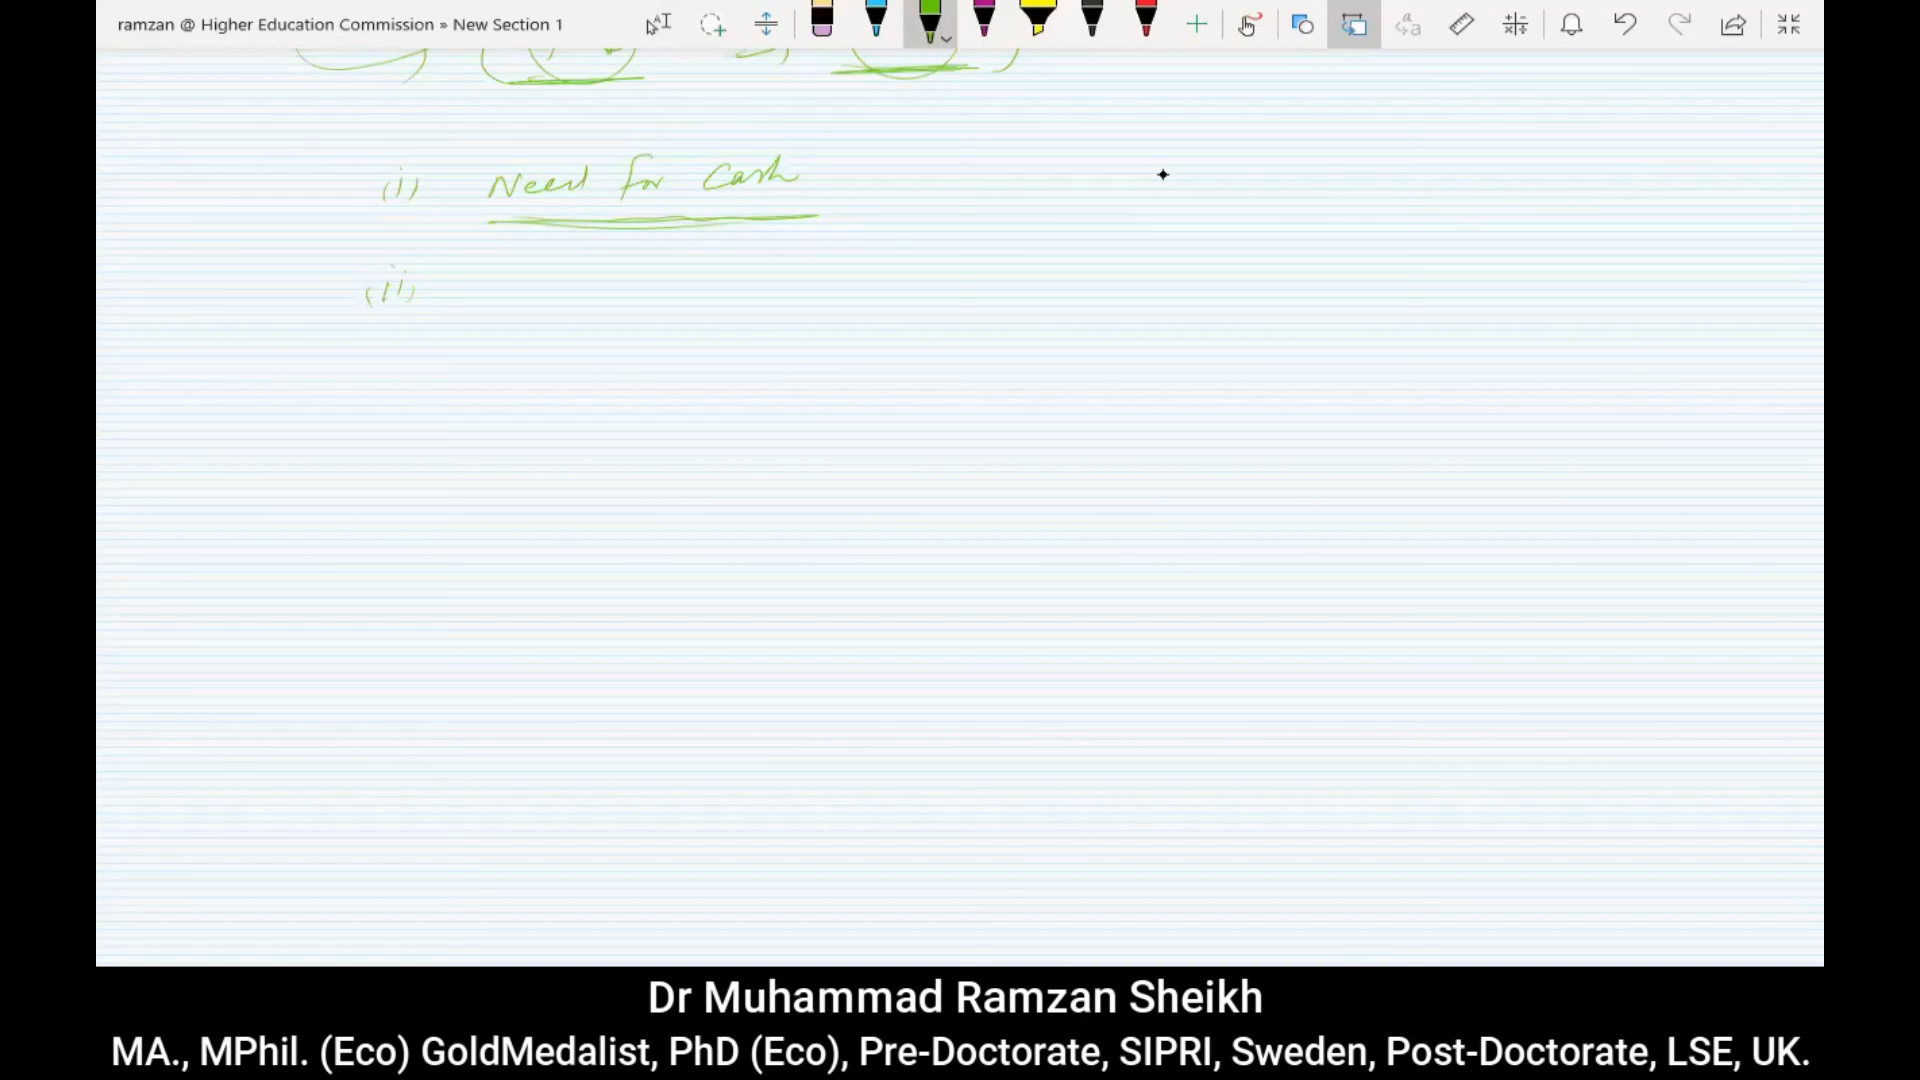 ramzan @ Higher Education Commission » New Section 1
(i) Need for Cash
(ii)
Dr Muhammad Ramzan Sheikh
MA., MPhil. (Eco) GoldMedalist, PhD (Eco), Pre-Doctorate, SIPRI, Sweden, Post-Doctorate, LSE, UK.